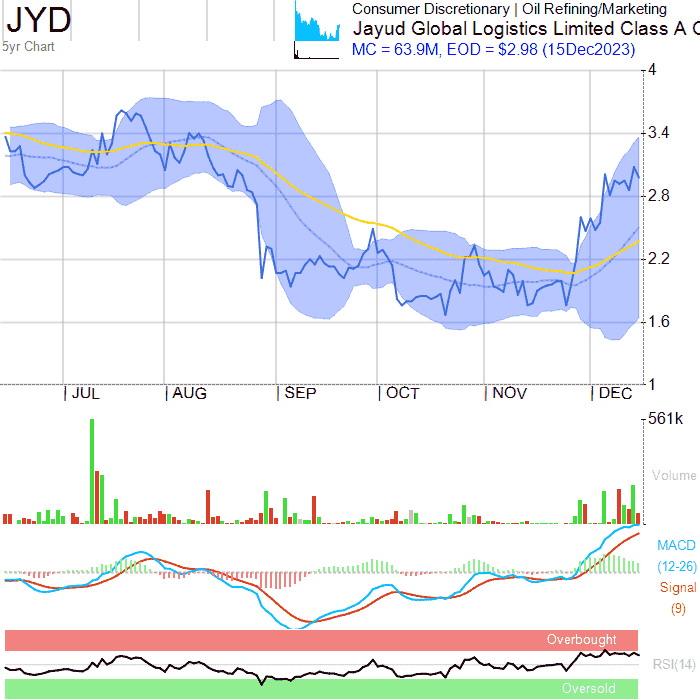 JYD
5yr Chart
Consumer Discretionary | Oil Refining/Marketing
Jayud Global Logistics Limited Class A
MC = 63.9M, EOD = $2.98 (15Dec2023)
4
3.4
2.8
2.2
1.6
1
JUL AUG SEP OCT NOV DEC
561k
Volume
MACD
(12-26)
Signal
(9)
Overbought
RSI(14)
Oversold